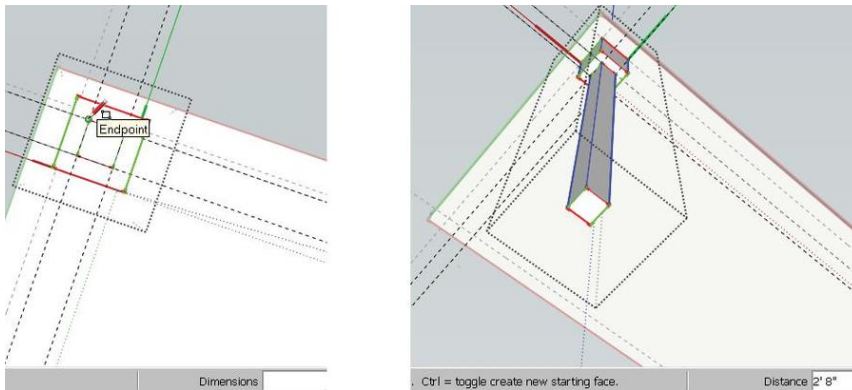 Endpoint
Dimensions
. Ctrl = toggle create new starting face.
Distance 2' 8"